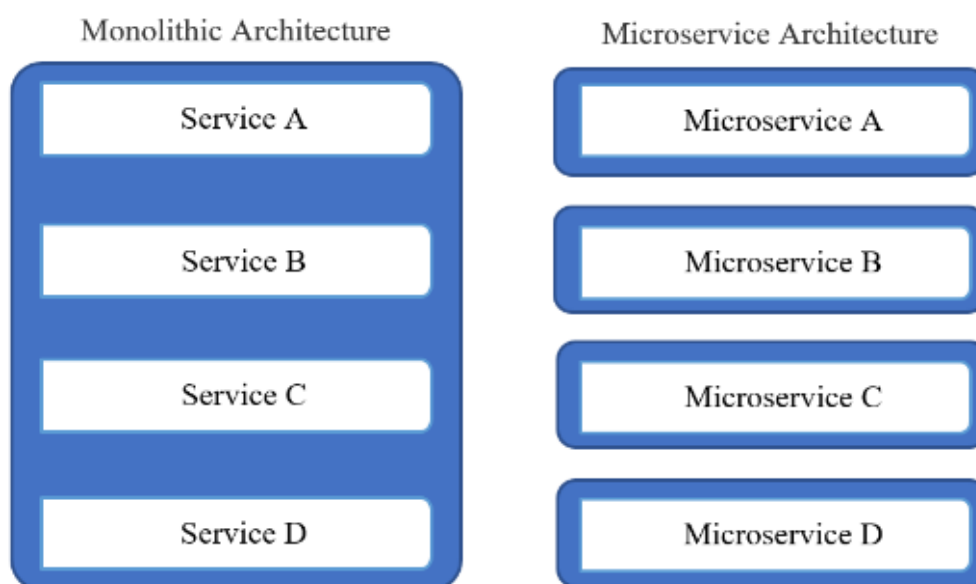 Monolithic Architecture
Service A
Service B
Service C
Service D
Microservice Architecture
Microservice A
Microservice B
Microservice C
Microservice D